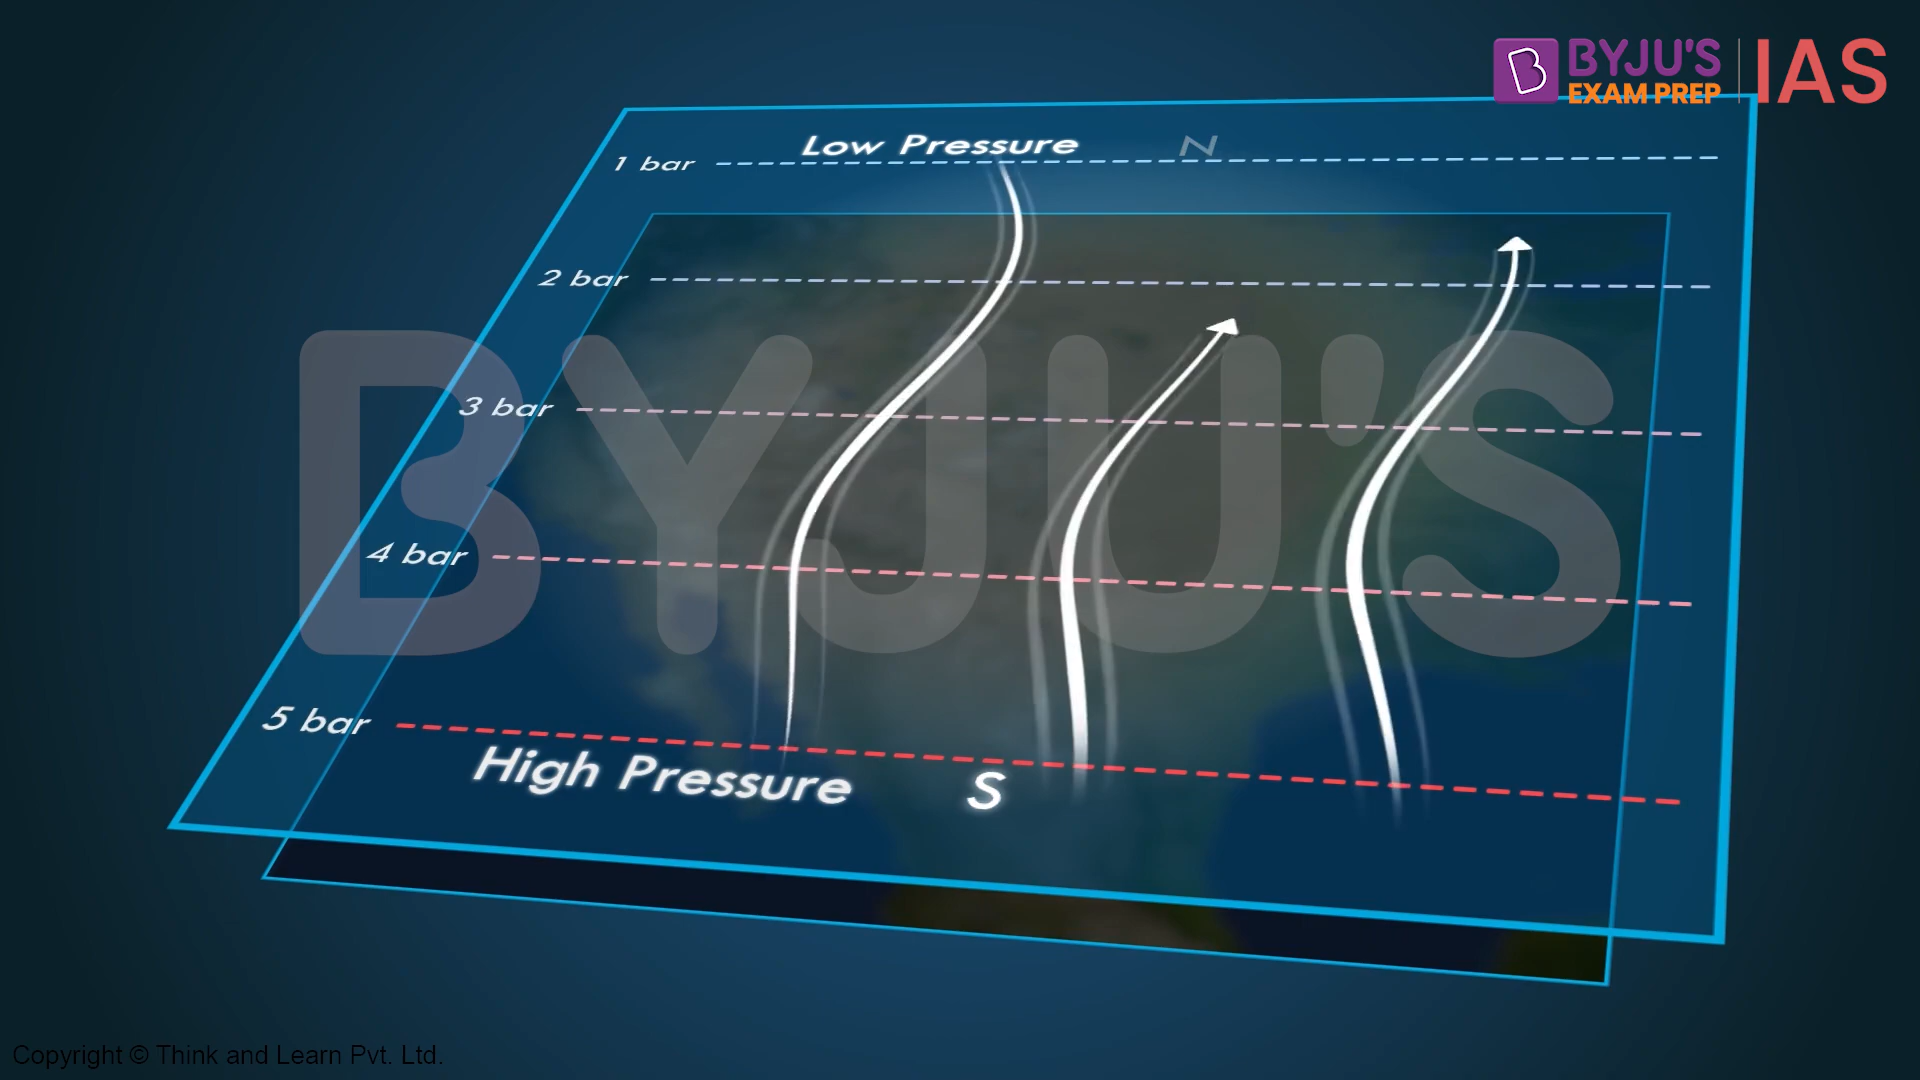 BYJU'S
EXAM PREP
IAS
Low Pressure
N
1 bar
2 bar
3 bar
4 bar
5 bar
High Pressure
S
BYJU'S
Copyright © Think and Learn Pvt. Ltd.